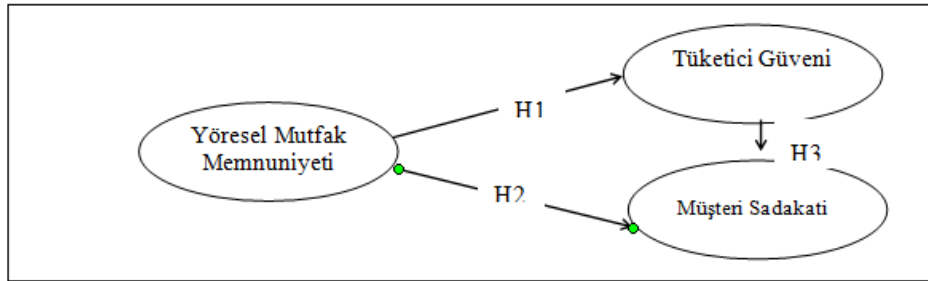 Tüketici Güveni
H1
Yöresel Mutfak
Memnuniyeti
H3
H2
Müşteri Sadakati